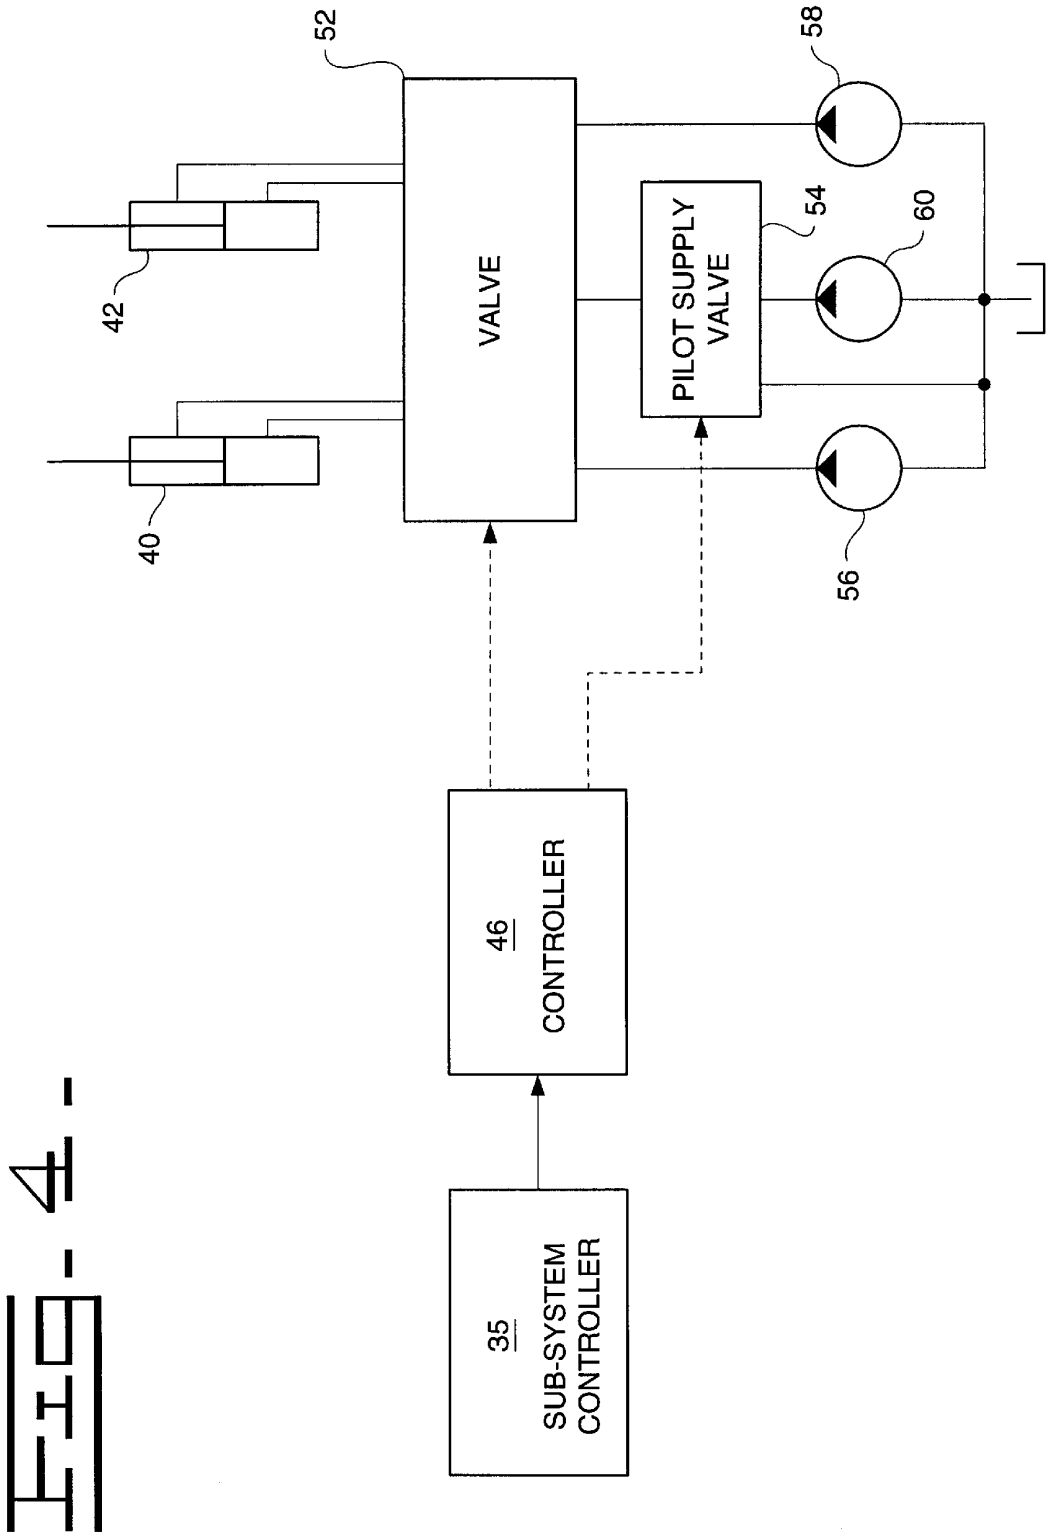 FIG. 4.
35
SUB-SYSTEM
CONTROLLER
46
CONTROLLER
40
42
52
VALVE
PILOT SUPPLY
VALVE
54
56
60
58